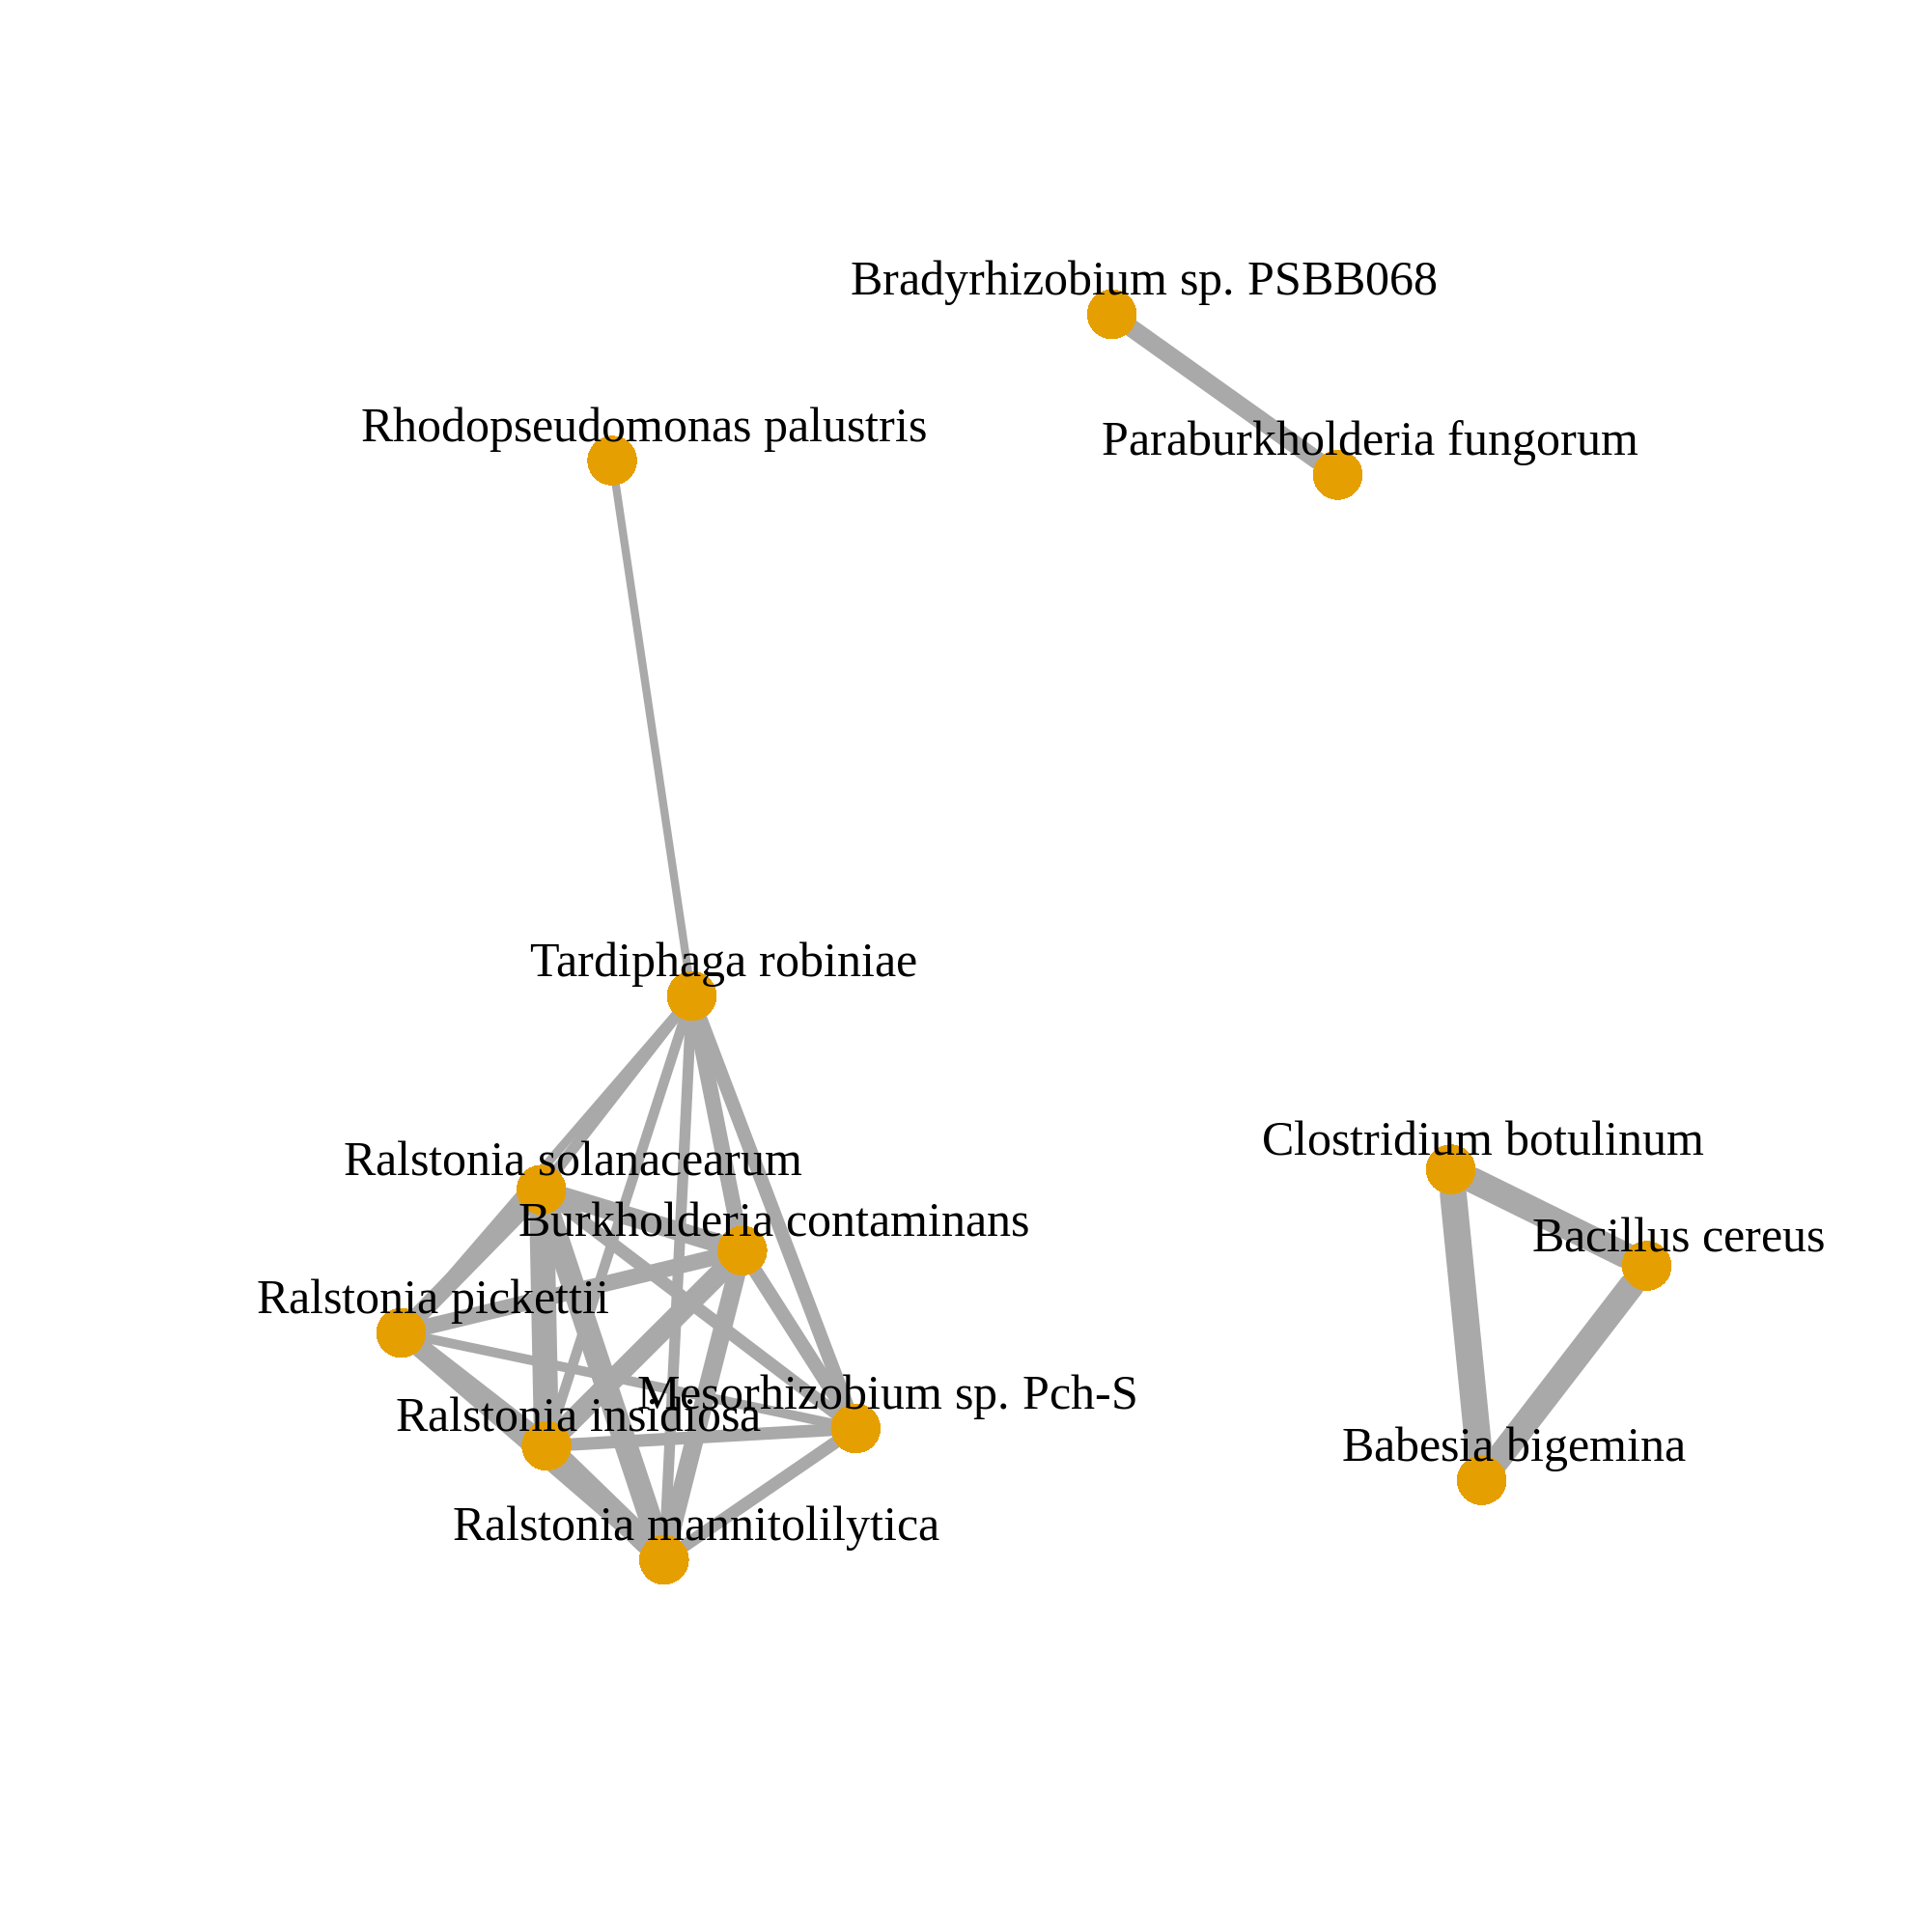 Bradyrhizobium sp. PSBB068
Rhodopseudomonas palustris
Paraburkholderia fungorum
Tardiphaga robiniae
Clostridium botulinum
Ralstonia solanacearum
Burkholderia contaminans
Bacillus cereus
Ralstonia pickettii
Mesorhizobium sp. Pch-S
Ralstonia insidiosa
Babesia bigemina
Ralstonia mannitolilytica